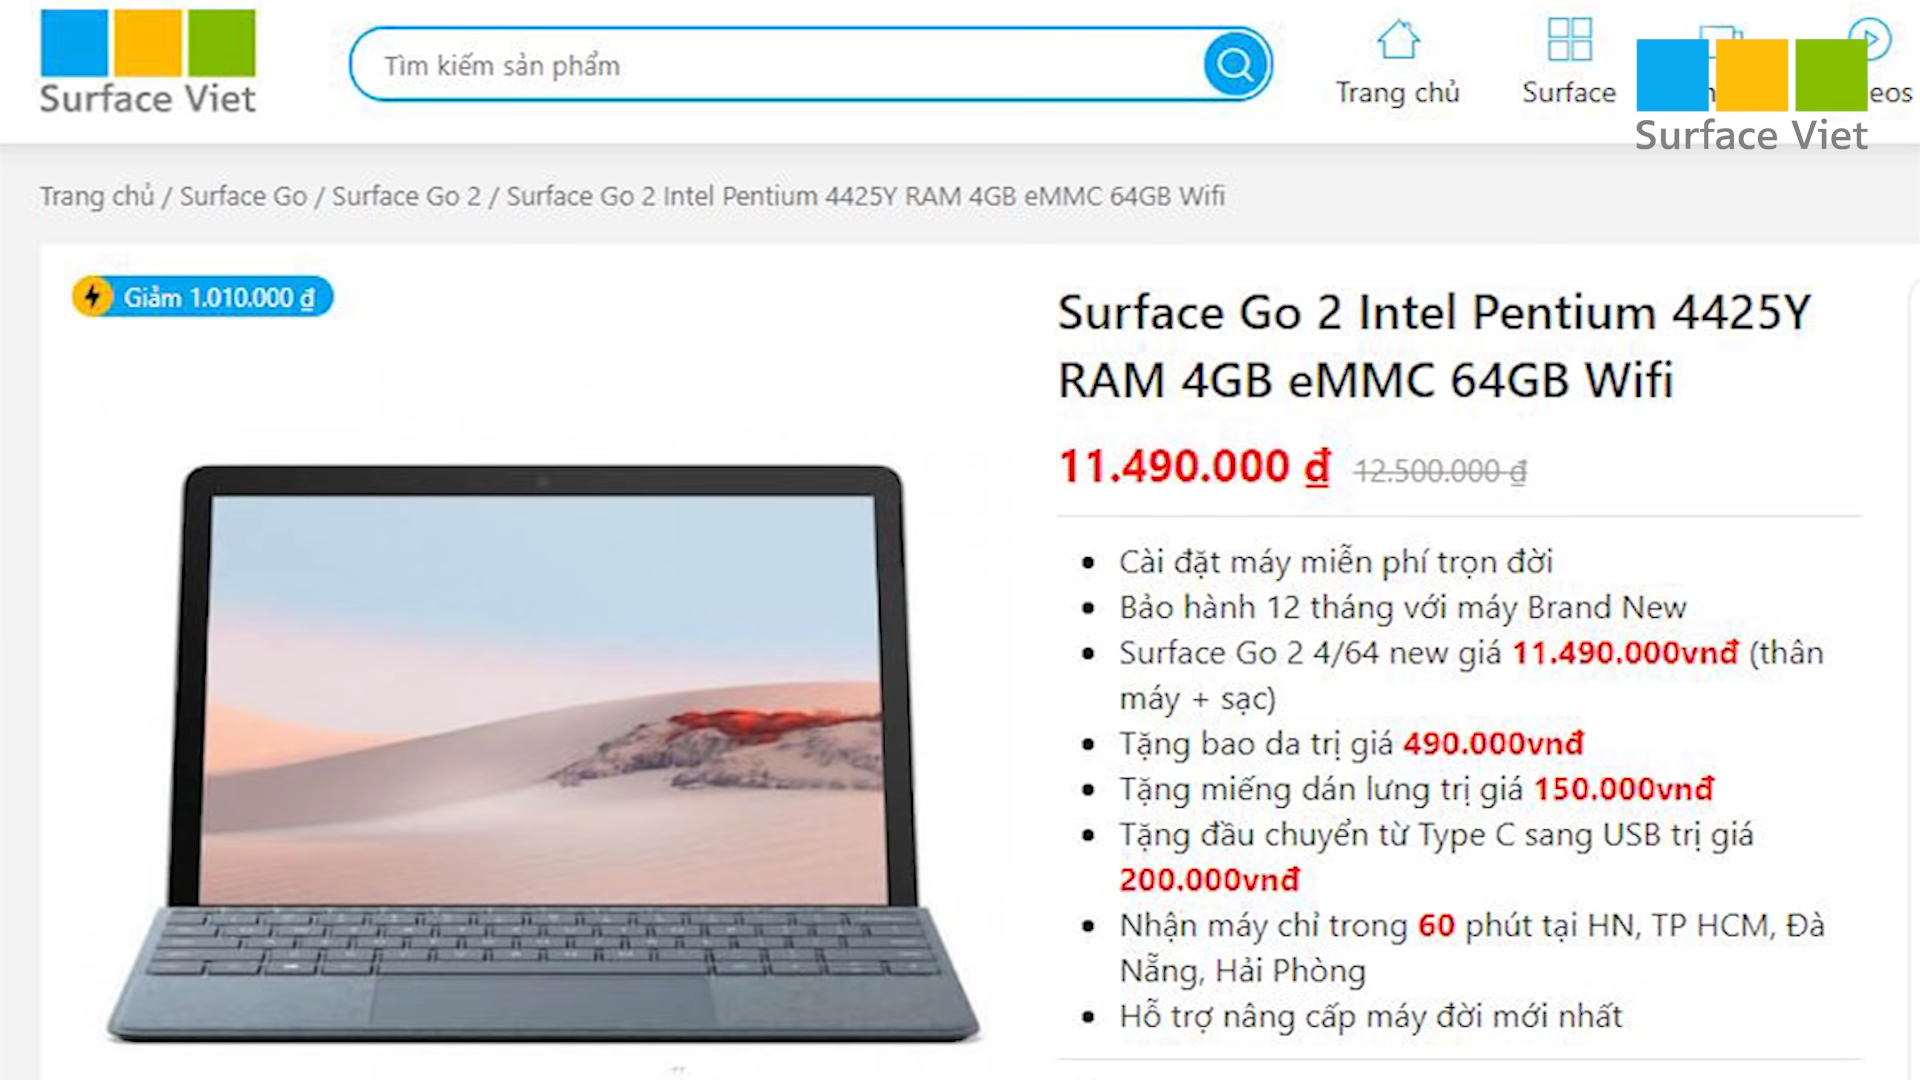 Surface Viet
Tìm kiếm sản phẩm
Trang chủ
Surface
eos
Surface Viet
Trang chủ / Surface Go / Surface Go 2 / Surface Go 2 Intel Pentium 4425Y RAM 4GB eMMC 64GB Wifi
Giảm 1.010.000 ₫
Surface Go 2 Intel Pentium 4425Y
RAM 4GB eMMC 64GB Wifi
11.490.000 ₫ 12.500.000 ₫
Cài đặt máy miễn phí trọn đời
Bảo hành 12 tháng với máy Brand New
Surface Go 2 4/64 new giá 11.490.000vnđ (thân
máy + sạc)
Tặng bao da trị giá 490.000vnđ
Tặng miếng dán lưng trị giá 150.000vnđ
Tặng đầu chuyển từ Type C sang USB trị giá
200.000vnđ
Nhận máy chỉ trong 60 phút tại HN, TP HCM, Đà
Nẵng, Hải Phòng
Hỗ trợ nâng cấp máy đời mới nhất